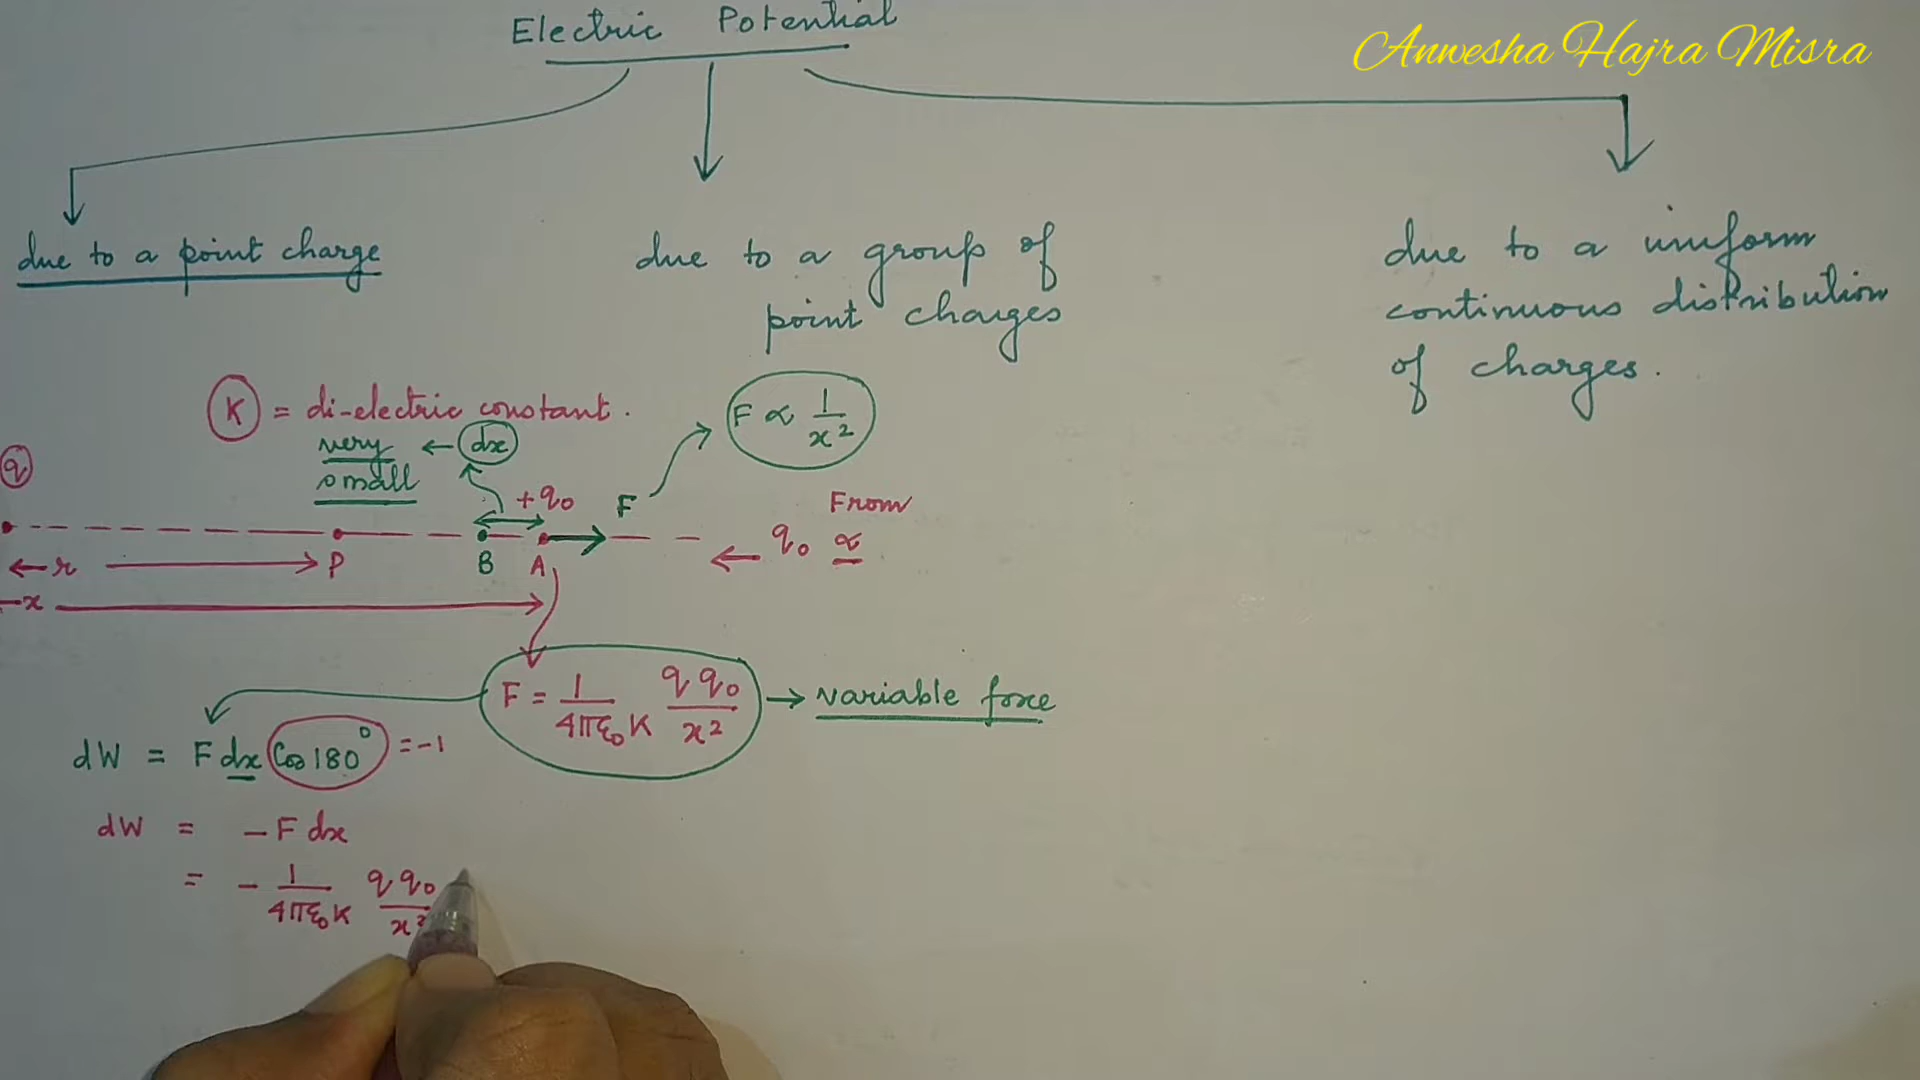 Electric Potential
Anwesha Hajra Misra
due to a point charge
due to a group of
point charges
due to a uniform
continuous distribution
of charges.
K = di-electric constant.
very ← dx
small
F ∝ 1/x²
q
+q₀
F
From
q₀ ∝
r
P
B
A
x
F = 1/4πε₀K qq₀/x² → variable force
dW = F dx Cos 180° = -1
dW = - F dx
= - 1/4πε₀K qq₀/x²